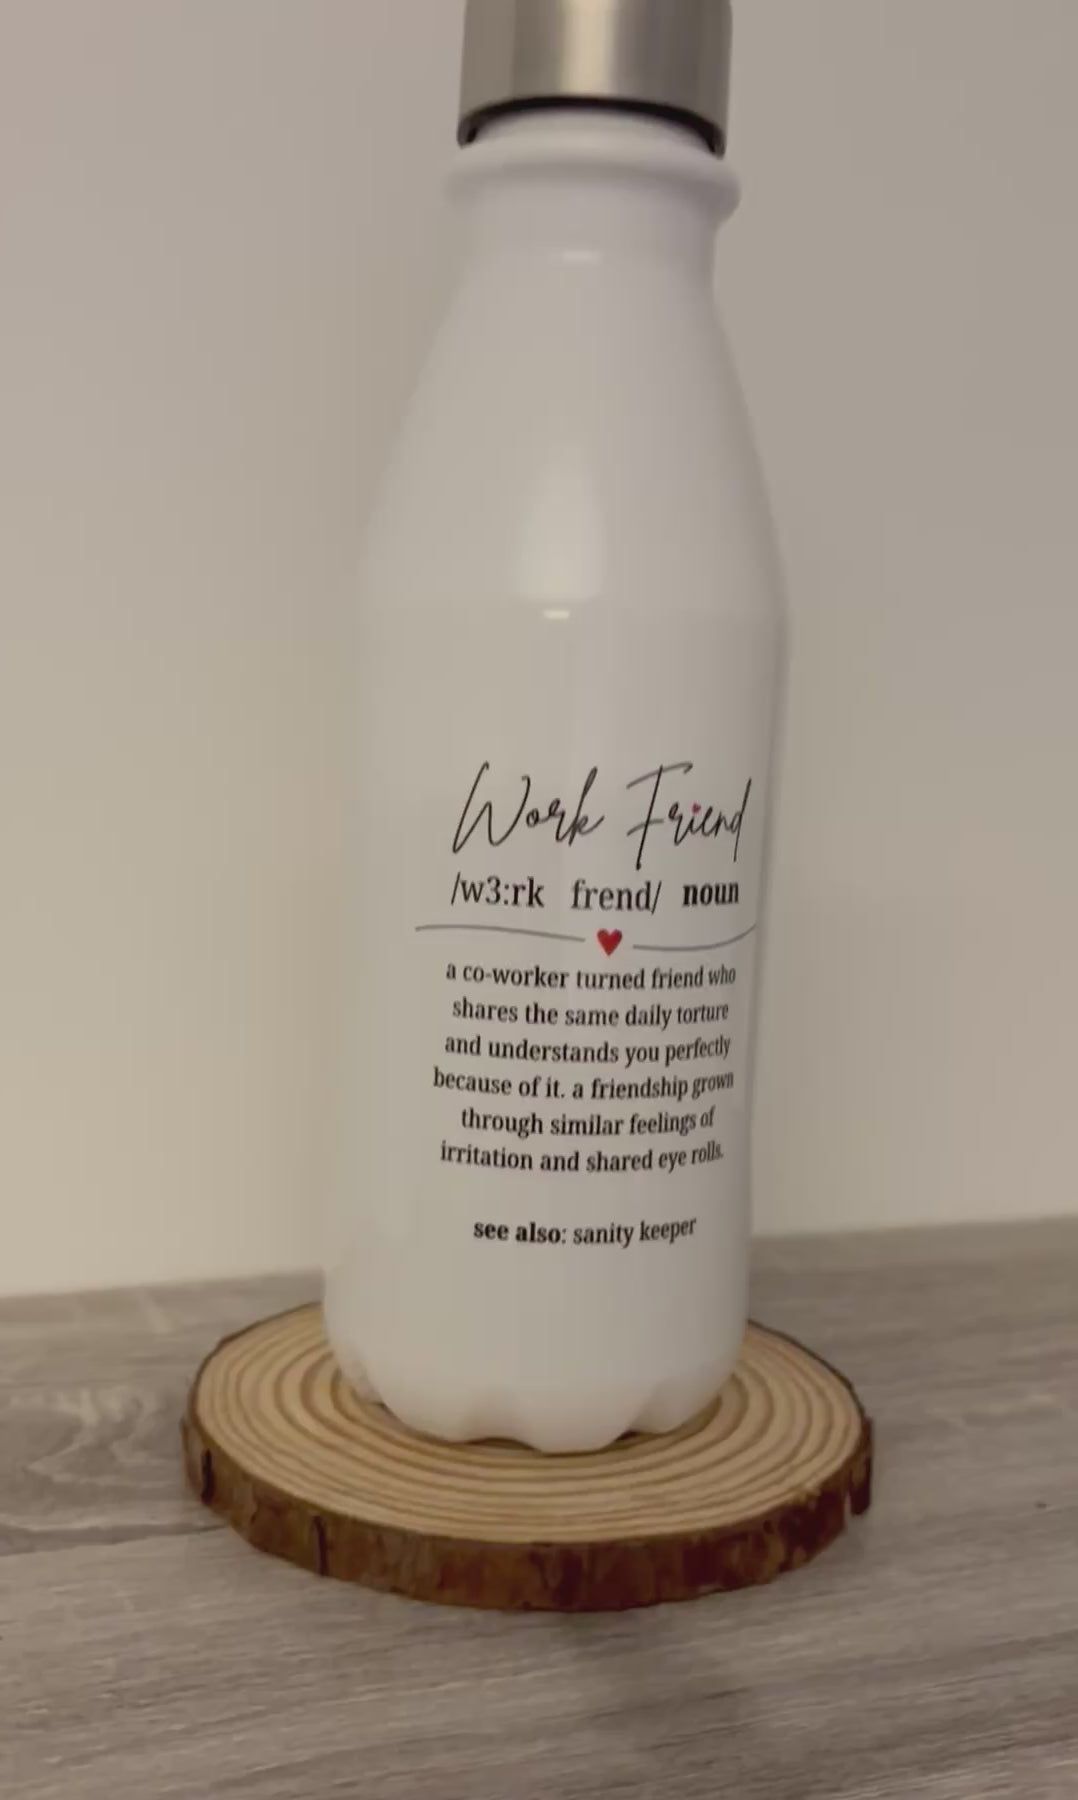 Work Friend
/w3:rk frend/ noun
a co-worker turned friend who
shares the same daily torture
and understands you perfectly
because of it. a friendship grown
through similar feelings of
irritation and shared eye rolls.
see also: sanity keeper